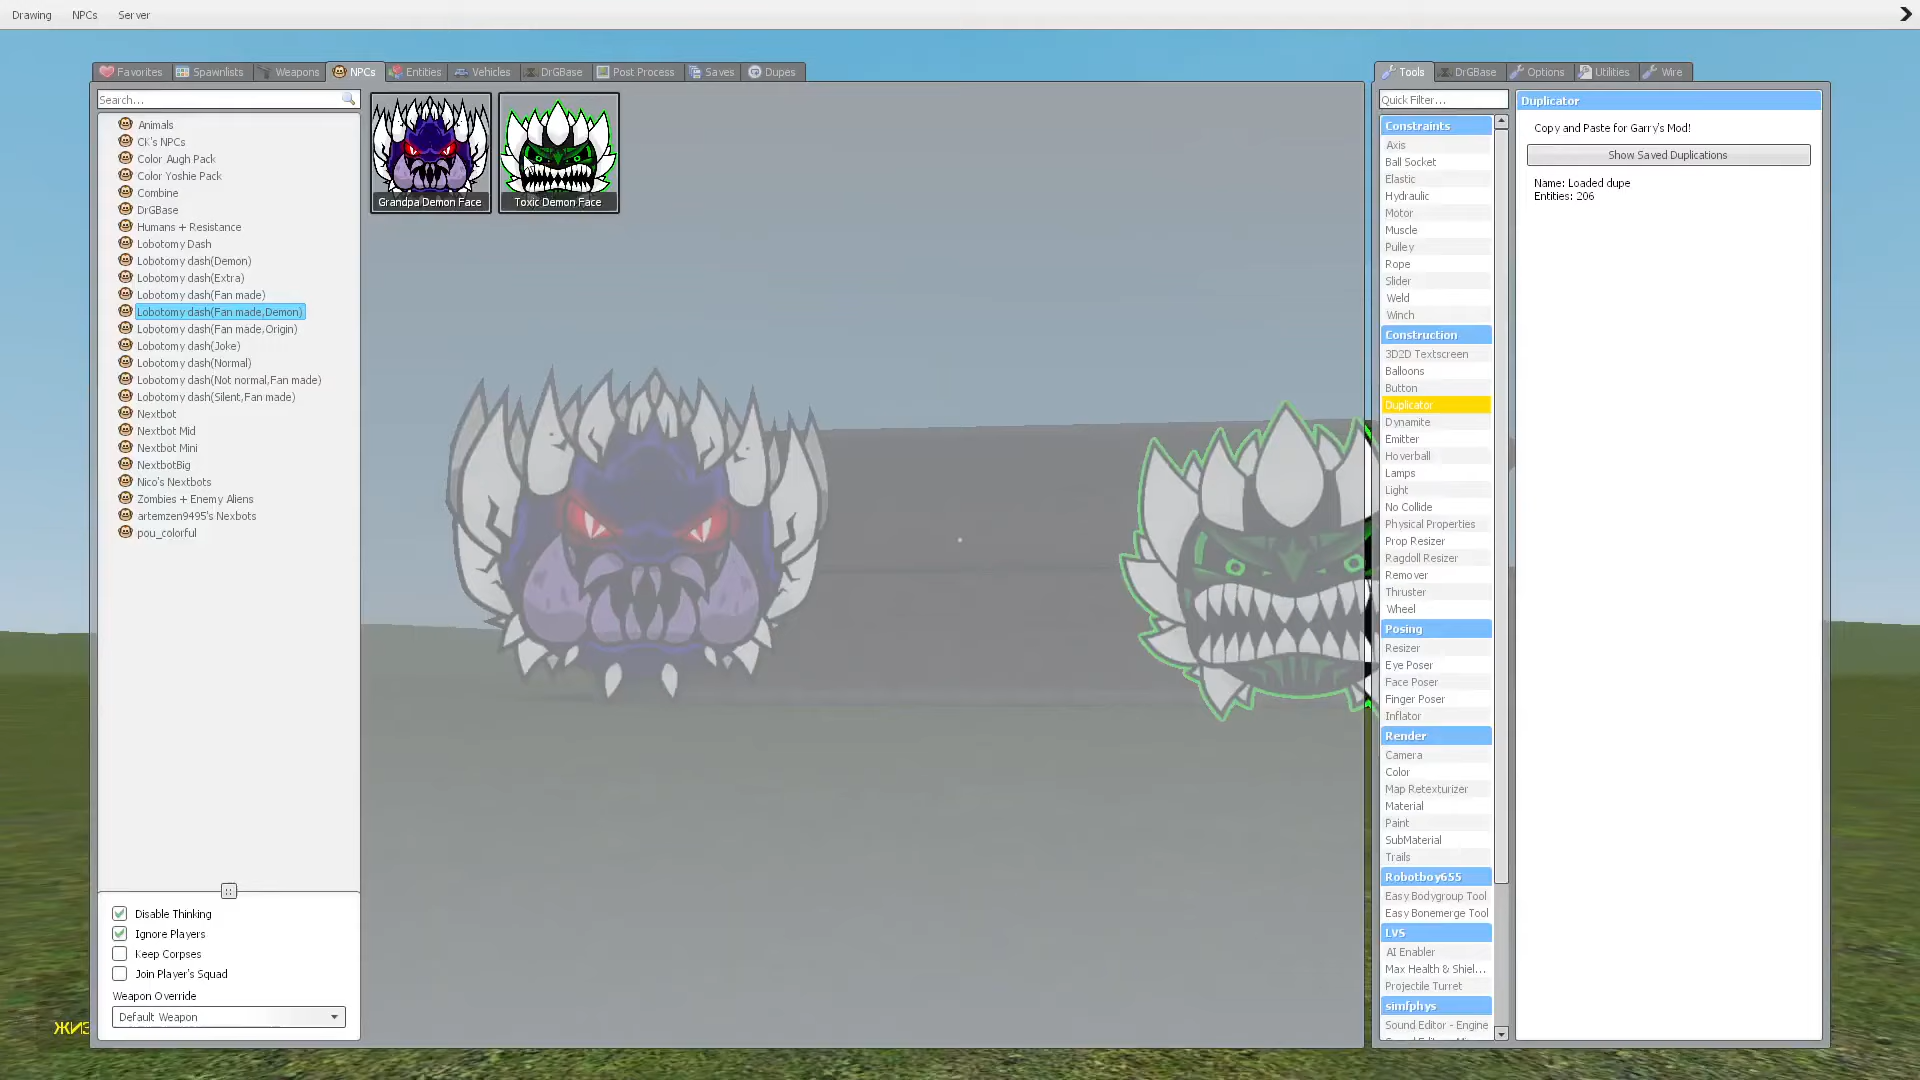 Drawing NPCs Server
Favorites Spawnlists Weapons NPCs Entities Vehicles DrGBase Post Process Saves Dupes
Search...
Animals
CK's NPCs
Color Augh Pack
Color Yoshie Pack
Combine
DrGBase
Humans + Resistance
Lobotomy Dash
Lobotomy dash(Demon)
Lobotomy dash(Extra)
Lobotomy dash(Fan made)
Lobotomy dash(Fan made,Demon)
Lobotomy dash(Fan made,Origin)
Lobotomy dash(Joke)
Lobotomy dash(Normal)
Lobotomy dash(Not normal,Fan made)
Lobotomy dash(Silent,Fan made)
Nextbot
Nextbot Mid
Nextbot Mini
NextbotBig
Nico's Nextbots
Zombies + Enemy Aliens
artemzen9495's Nexbots
pou_colorful
Disable Thinking
Ignore Players
Keep Corpses
Join Player's Squad
Weapon Override
Default Weapon
ЖИЗ
Grandpa Demon Face
Toxic Demon Face
Tools DrGBase Options Utilities Wire
Quick Filter...
Constraints
Axis
Ball Socket
Elastic
Hydraulic
Motor
Muscle
Pulley
Rope
Slider
Weld
Winch
Construction
3D2D Textscreen
Balloons
Button
Duplicator
Dynamite
Emitter
Hoverball
Lamps
Light
No Collide
Physical Properties
Prop Resizer
Ragdoll Resizer
Remover
Thruster
Wheel
Posing
Resizer
Eye Poser
Face Poser
Finger Poser
Inflator
Render
Camera
Color
Map Retexturizer
Material
Paint
SubMaterial
Trails
Robotboy655
Easy Bodygroup Tool
Easy Bonemerge Tool
LVS
AI Enabler
Max Health & Shiel...
Projectile Turret
simfphys
Sound Editor - Engine
Duplicator
Copy and Paste for Garry's Mod!
Show Saved Duplications
Name: Loaded dupe
Entities: 206